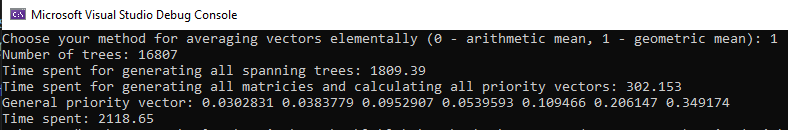 Microsoft Visual Studio Debug Console
Choose your method for averaging vectors elementally (0 - arithmetic mean, 1 - geometric mean): 1
Number of trees: 16807
Time spent for generating all spanning trees: 1809.39
Time spent for generating all matricies and calculating all priority vectors: 302.153
General priority vector: 0.0302831 0.0383779 0.0952907 0.0539593 0.109466 0.206147 0.349174
Time spent: 2118.65